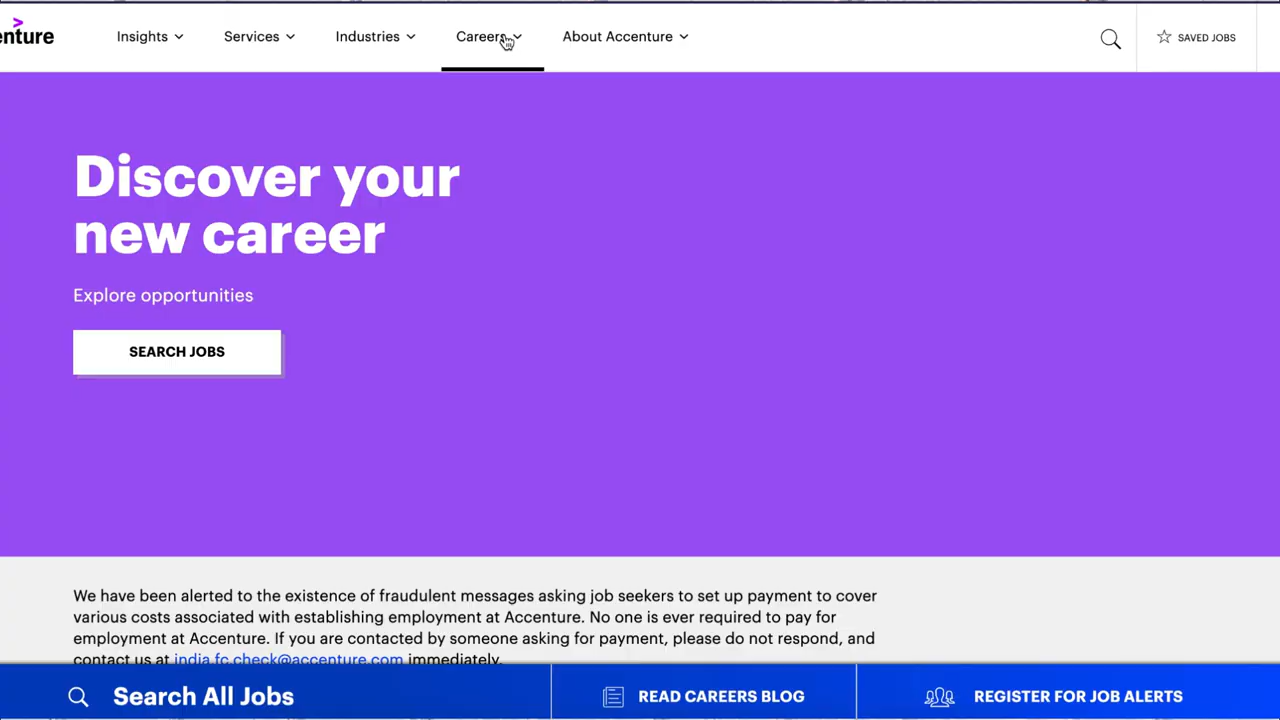 enture
Insights
Services
Industries
Careers
About Accenture
SAVED JOBS
Discover your
new career
Explore opportunities
SEARCH JOBS
We have been alerted to the existence of fraudulent messages asking job seekers to set up payment to cover
various costs associated with establishing employment at Accenture. No one is ever required to pay for
employment at Accenture. If you are contacted by someone asking for payment, please do not respond, and
contact us at india.fc.check@accenture.com immediately.
Search All Jobs
READ CAREERS BLOG
REGISTER FOR JOB ALERTS